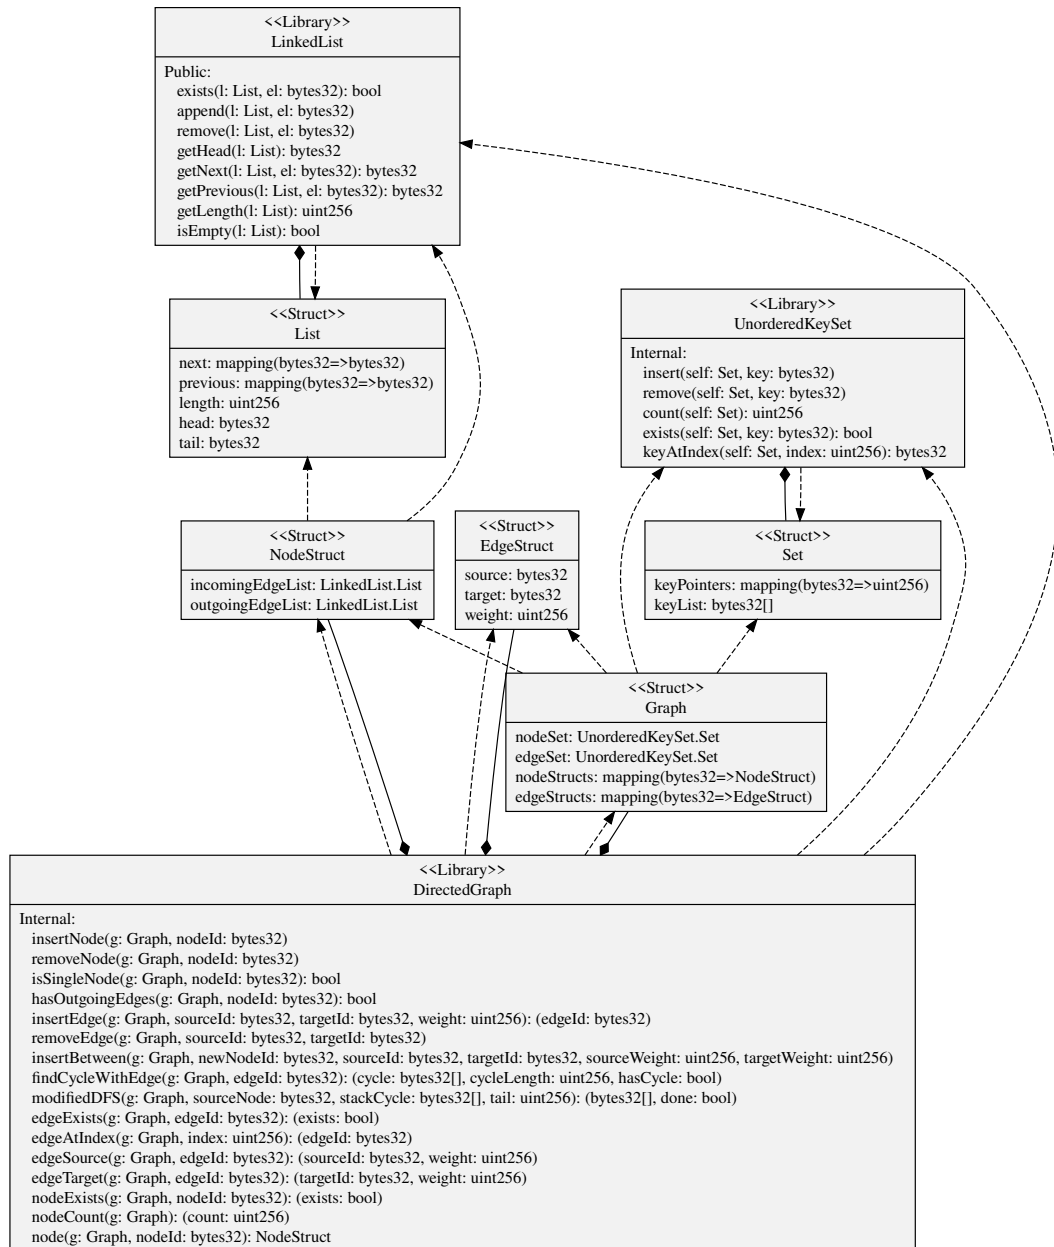 <<Library>>
LinkedList
Public:
exists(l: List, el: bytes32): bool
append(l: List, el: bytes32)
remove(l: List, el: bytes32)
getHead(l: List): bytes32
getNext(l: List, el: bytes32): bytes32
getPrevious(l: List, el: bytes32): bytes32
getLength(l: List): uint256
isEmpty(l: List): bool
<<Struct>>
List
next: mapping(bytes32=>bytes32)
previous: mapping(bytes32=>bytes32)
length: uint256
head: bytes32
tail: bytes32
<<Library>>
UnorderedKeySet
Internal:
insert(self: Set, key: bytes32)
remove(self: Set, key: bytes32)
count(self: Set): uint256
exists(self: Set, key: bytes32): bool
keyAtIndex(self: Set, index: uint256): bytes32
<<Struct>>
NodeStruct
incomingEdgeList: LinkedList.List
outgoingEdgeList: LinkedList.List
<<Struct>>
EdgeStruct
source: bytes32
target: bytes32
weight: uint256
<<Struct>>
Set
keyPointers: mapping(bytes32=>uint256)
keyList: bytes32[]
<<Struct>>
Graph
nodeSet: UnorderedKeySet.Set
edgeSet: UnorderedKeySet.Set
nodeStructs: mapping(bytes32=>NodeStruct)
edgeStructs: mapping(bytes32=>EdgeStruct)
<<Library>>
DirectedGraph
Internal:
insertNode(g: Graph, nodeId: bytes32)
removeNode(g: Graph, nodeId: bytes32)
isSingleNode(g: Graph, nodeId: bytes32): bool
hasOutgoingEdges(g: Graph, nodeId: bytes32): bool
insertEdge(g: Graph, sourceId: bytes32, targetId: bytes32, weight: uint256): (edgeId: bytes32)
removeEdge(g: Graph, sourceId: bytes32, targetId: bytes32)
insertBetween(g: Graph, newNodeId: bytes32, sourceId: bytes32, targetId: bytes32, sourceWeight: uint256, targetWeight: uint256)
findCycleWithEdge(g: Graph, edgeId: bytes32): (cycle: bytes32[], cycleLength: uint256, hasCycle: bool)
modifiedDFS(g: Graph, sourceNode: bytes32, stackCycle: bytes32[], tail: uint256): (bytes32[], done: bool)
edgeExists(g: Graph, edgeId: bytes32): (exists: bool)
edgeAtIndex(g: Graph, index: uint256): (edgeId: bytes32)
edgeSource(g: Graph, edgeId: bytes32): (sourceId: bytes32, weight: uint256)
edgeTarget(g: Graph, edgeId: bytes32): (targetId: bytes32, weight: uint256)
nodeExists(g: Graph, nodeId: bytes32): (exists: bool)
nodeCount(g: Graph): (count: uint256)
node(g: Graph, nodeId: bytes32): NodeStruct